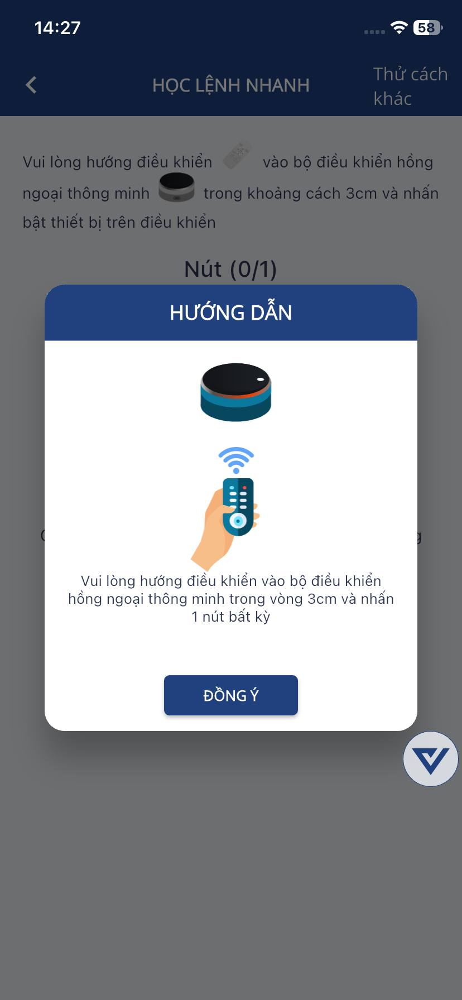 14:27
58
HỌC LỆNH NHANH
Thử cách
khác
Vui lòng hướng điều khiển vào bộ điều khiển hồng
ngoại thông minh trong khoảng cách 3cm và nhấn
bật thiết bị trên điều khiển
Nút (0/1)
HƯỚNG DẪN
Vui lòng hướng điều khiển vào bộ điều khiển
hồng ngoại thông minh trong vòng 3cm và nhấn
1 nút bất kỳ
ĐỒNG Ý